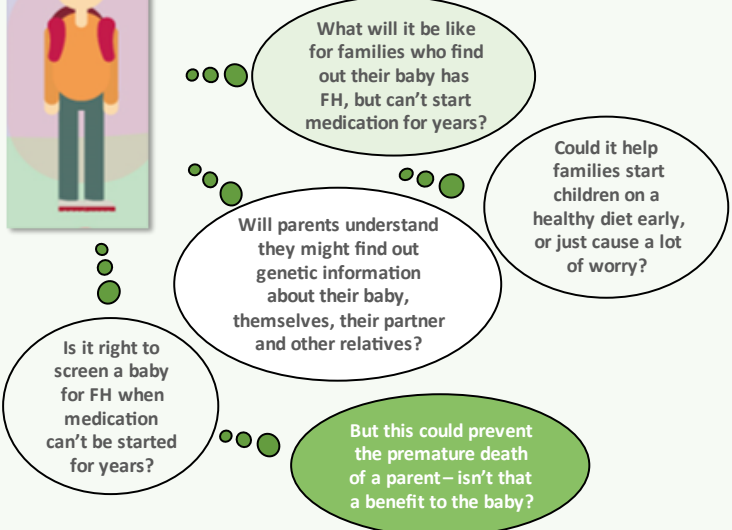 What will it be like
for families who find
out their baby has
FH, but can't start
medication for years?
Could it help
families start
children on a
healthy diet early,
or just cause a lot
of worry?
Will parents understand
they might find out
genetic information
about their baby,
themselves, their partner
and other relatives?
Is it right to
screen a baby
for FH when
medication
can't be started
for years?
But this could prevent
the premature death
of a parent – isn't that
a benefit to the baby?